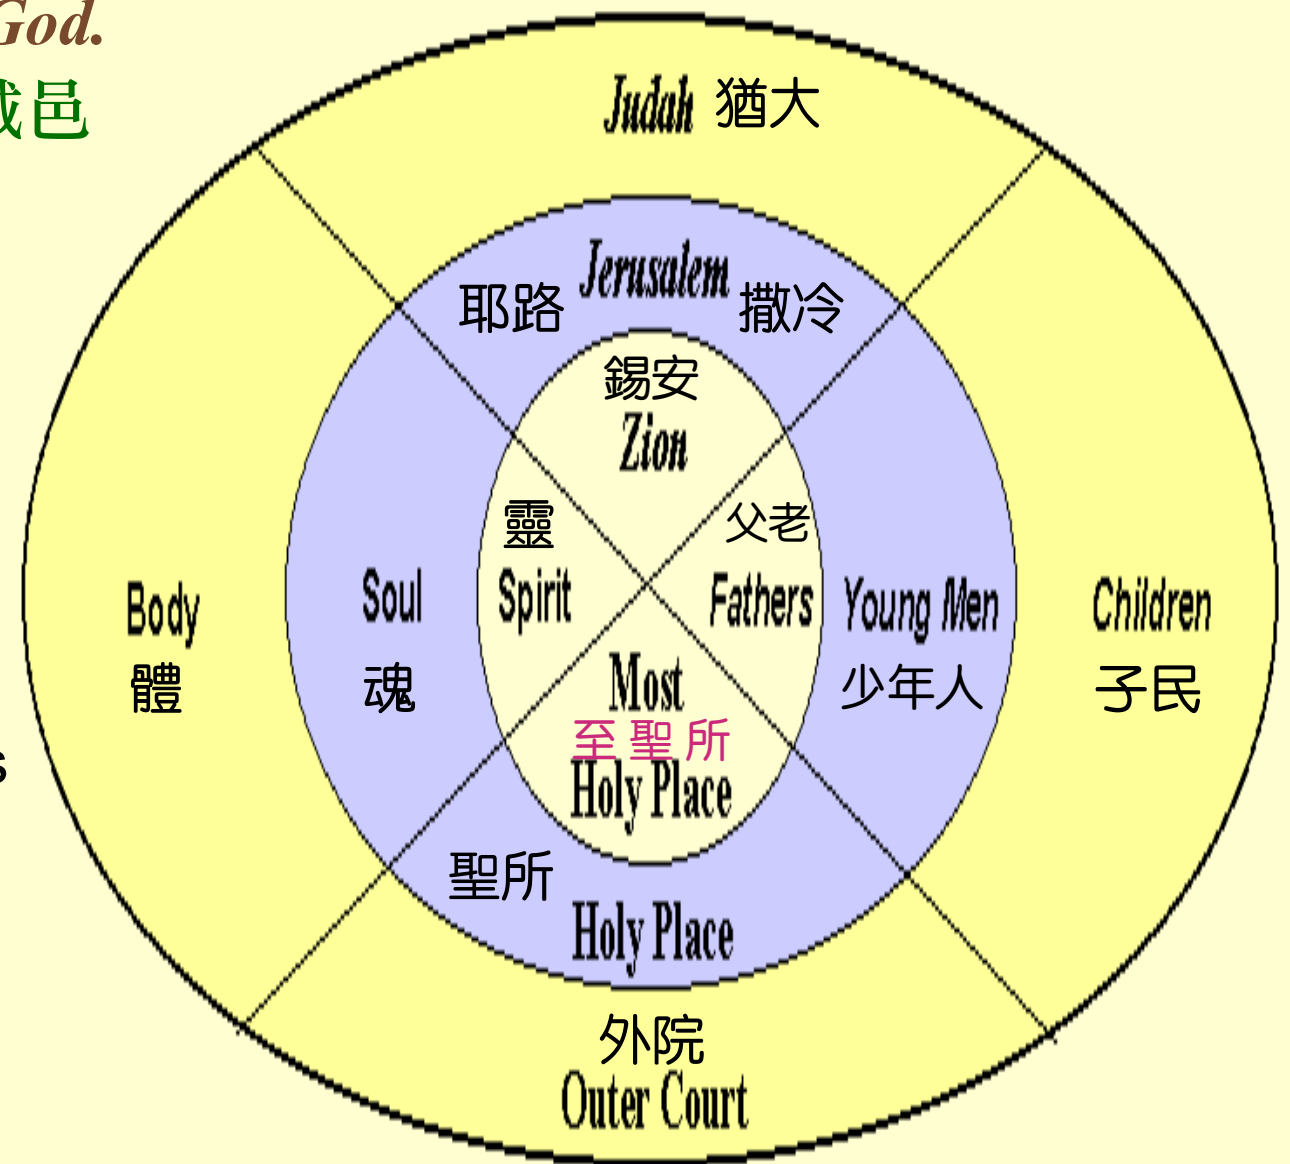 God.
邑
Judah 猶大
Jerusalem
耶路 撒冷
錫安
Zion
靈 父老
Spirit Fathers
Body Soul Young Men Children
體 魂 少年人 子民
Most
至聖所
Holy Place
聖所
Holy Place
外院
Outer Court